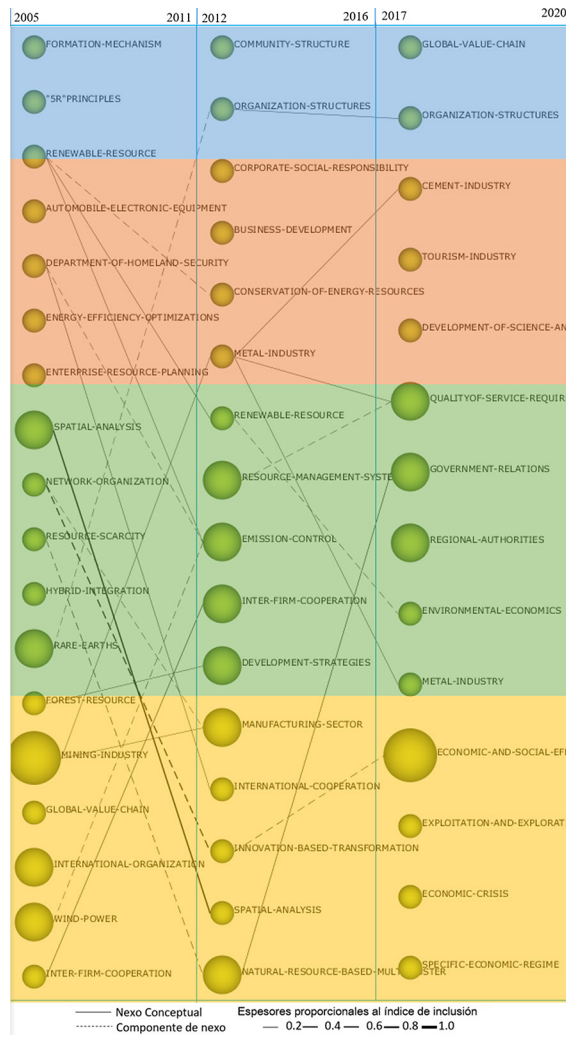 2005 2011 2012 2016 2017 2020
FORMATION-MECHANISM
"5R"PRINCIPLES
RENEWABLE-RESOURCE
AUTOMOBILE-ELECTRONIC-EQUIPMENT
DEPARTMENT-OF-HOMELAND-SECURITY
ENERGY-EFFICIENCY-OPTIMIZATIONS
ENTERPRISE-RESOURCE-PLANNING
SPATIAL-ANALYSIS
NETWORK-ORGANIZATION
RESOURCE-SCARCITY
HYBRID-INTEGRATION
RARE-EARTHS
FOREST-RESOURCE
MINING-INDUSTRY
GLOBAL-VALUE-CHAIN
INTERNATIONAL-ORGANIZATION
WIND-POWER
INTER-FIRM-COOPERATION
COMMUNITY-STRUCTURE
ORGANIZATION-STRUCTURES
CORPORATE-SOCIAL-RESPONSIBILITY
BUSINESS-DEVELOPMENT
CONSERVATION-OF-ENERGY-RESOURCES
METAL-INDUSTRY
RENEWABLE-RESOURCE
RESOURCE-MANAGEMENT-SYSTE
EMISSION-CONTROL
INTER-FIRM-COOPERATION
DEVELOPMENT-STRATEGIES
MANUFACTURING-SECTOR
INTERNATIONAL-COOPERATION
INNOVATION-BASED-TRANSFORMATION
SPATIAL-ANALYSIS
NATURAL-RESOURCE-BASED-MULT STER
GLOBAL-VALUE-CHAIN
ORGANIZATION-STRUCTURES
CEMENT-INDUSTRY
TOURISM-INDUSTRY
DEVELOPMENT-OF-SCIENCE-AN
QUALITYOF-SERVICE-REQUIR
GOVERNMENT-RELATIONS
REGIONAL-AUTHORITIES
ENVIRONMENTAL-ECONOMICS
METAL-INDUSTRY
ECONOMIC-AND-SOCIAL-EF
EXPLOITATION-AND-EXPLORAT
ECONOMIC-CRISIS
SPECIFIC-ECONOMIC-REGIME
Nexo Conceptual
Componente de nexo
Espesores proporcionales al índice de inclusión
0.2 0.4 0.6 0.8 1.0